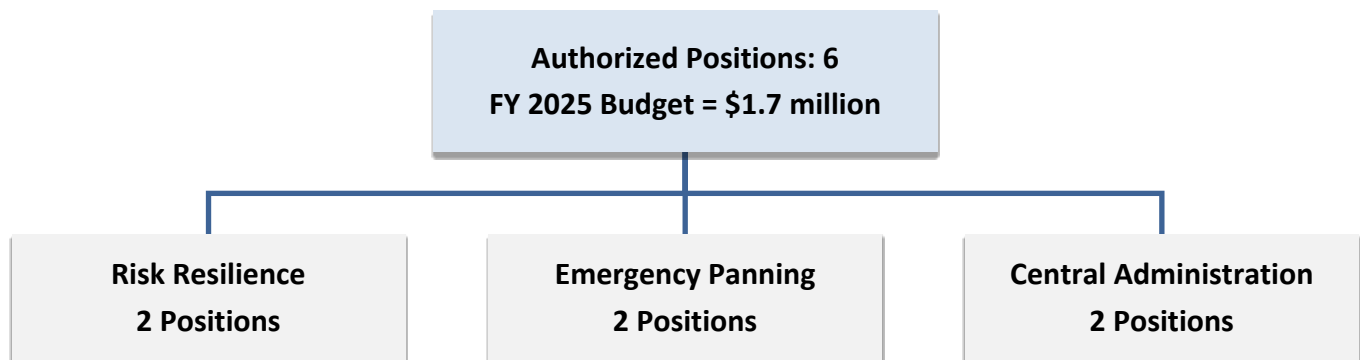 Authorized Positions: 6
FY 2025 Budget = $1.7 million
Risk Resilience
2 Positions
Emergency Panning
2 Positions
Central Administration
2 Positions